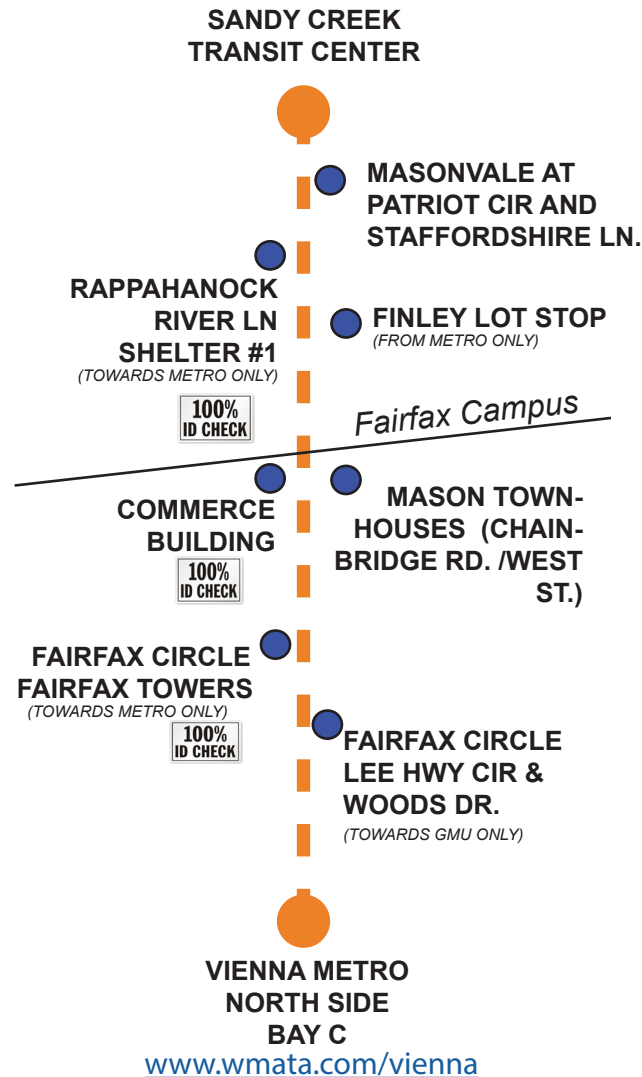 SANDY CREEK
TRANSIT CENTER
MASONVALE AT
PATRIOT CIR AND
STAFFORDSHIRE LN.
RAPPAHANOCK
RIVER LN
SHELTER #1
(TOWARDS METRO ONLY)
100%
ID CHECK
FINLEY LOT STOP
(FROM METRO ONLY)
Fairfax Campus
COMMERCE
BUILDING
100%
ID CHECK
MASON TOWN-
HOUSES (CHAIN-
BRIDGE RD. /WEST
ST.)
FAIRFAX CIRCLE
FAIRFAX TOWERS
(TOWARDS METRO ONLY)
100%
ID CHECK
FAIRFAX CIRCLE
LEE HWY CIR &
WOODS DR.
(TOWARDS GMU ONLY)
VIENNA METRO
NORTH SIDE
BAY C
www.wmata.com/vienna